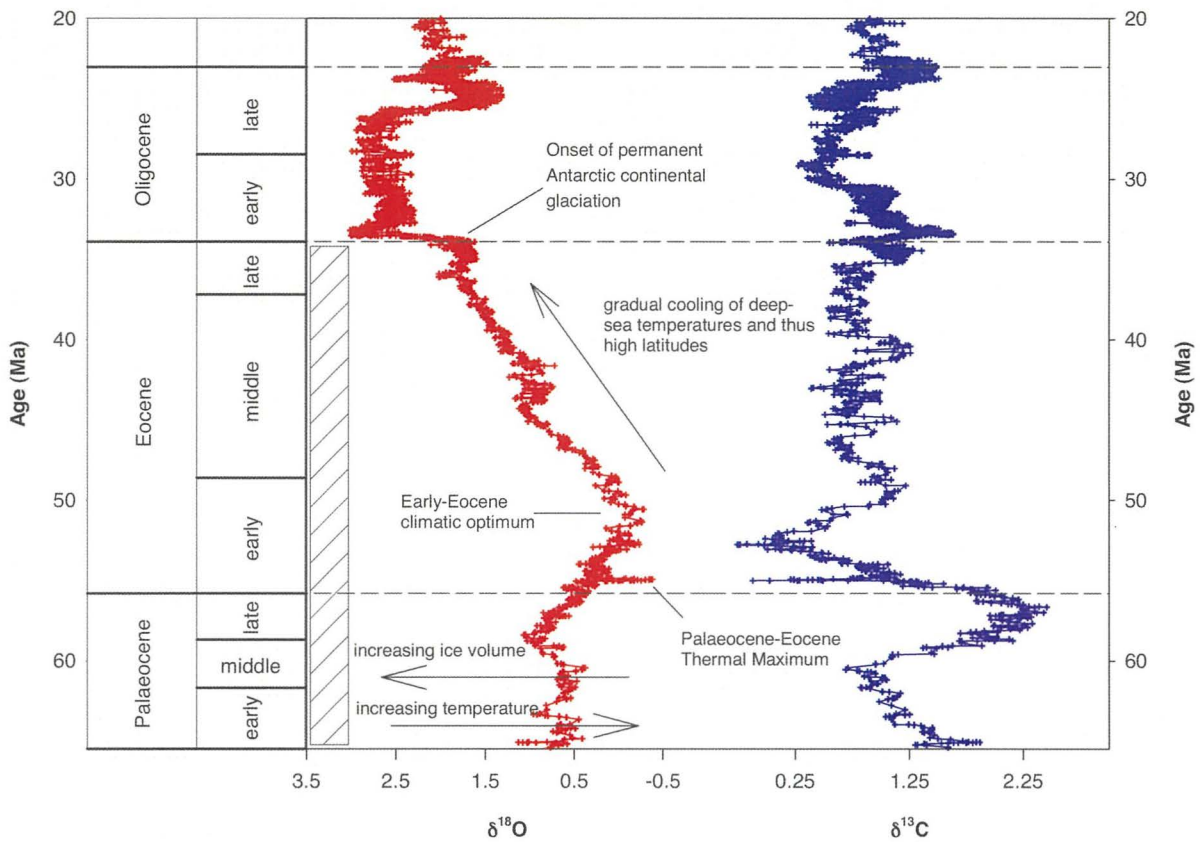 20
30
40
50
60
Age (Ma)
Oligocene
Eocene
Palaeocene
late
early
late
middle
early
late
middle
early
Onset of permanent
Antarctic continental
glaciation
gradual cooling of deep-
sea temperatures and thus
high latitudes
Early-Eocene
climatic optimum
Palaeocene-Eocene
Thermal Maximum
increasing ice volume
increasing temperature
20
30
40
50
60
Age (Ma)
3.5 2.5 1.5 0.5 -0.5 0.25 1.25 2.25
δ¹⁸O δ¹³C